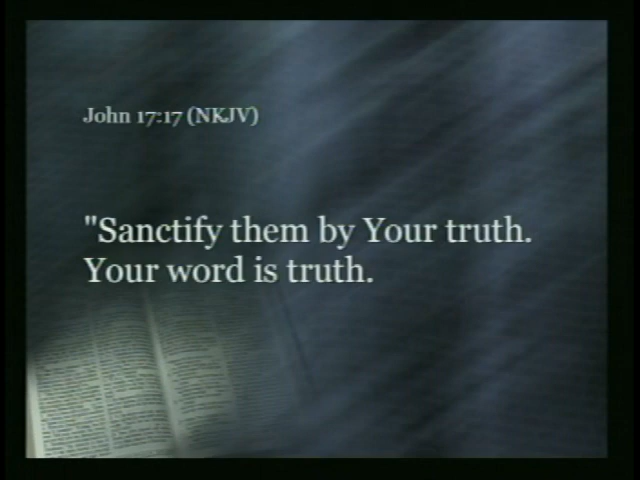 John 17:17 (NKJV)
"Sanctify them by Your truth.
Your word is truth.